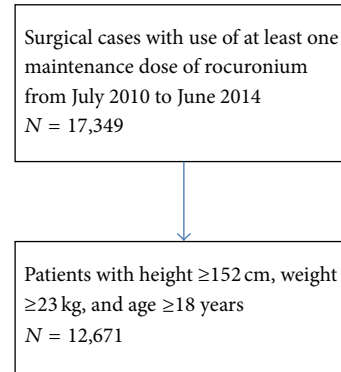 Surgical cases with use of at least one
maintenance dose of rocuronium
from July 2010 to June 2014
N = 17,349
Patients with height ≥152 cm, weight
≥23 kg, and age ≥18 years
N = 12,671